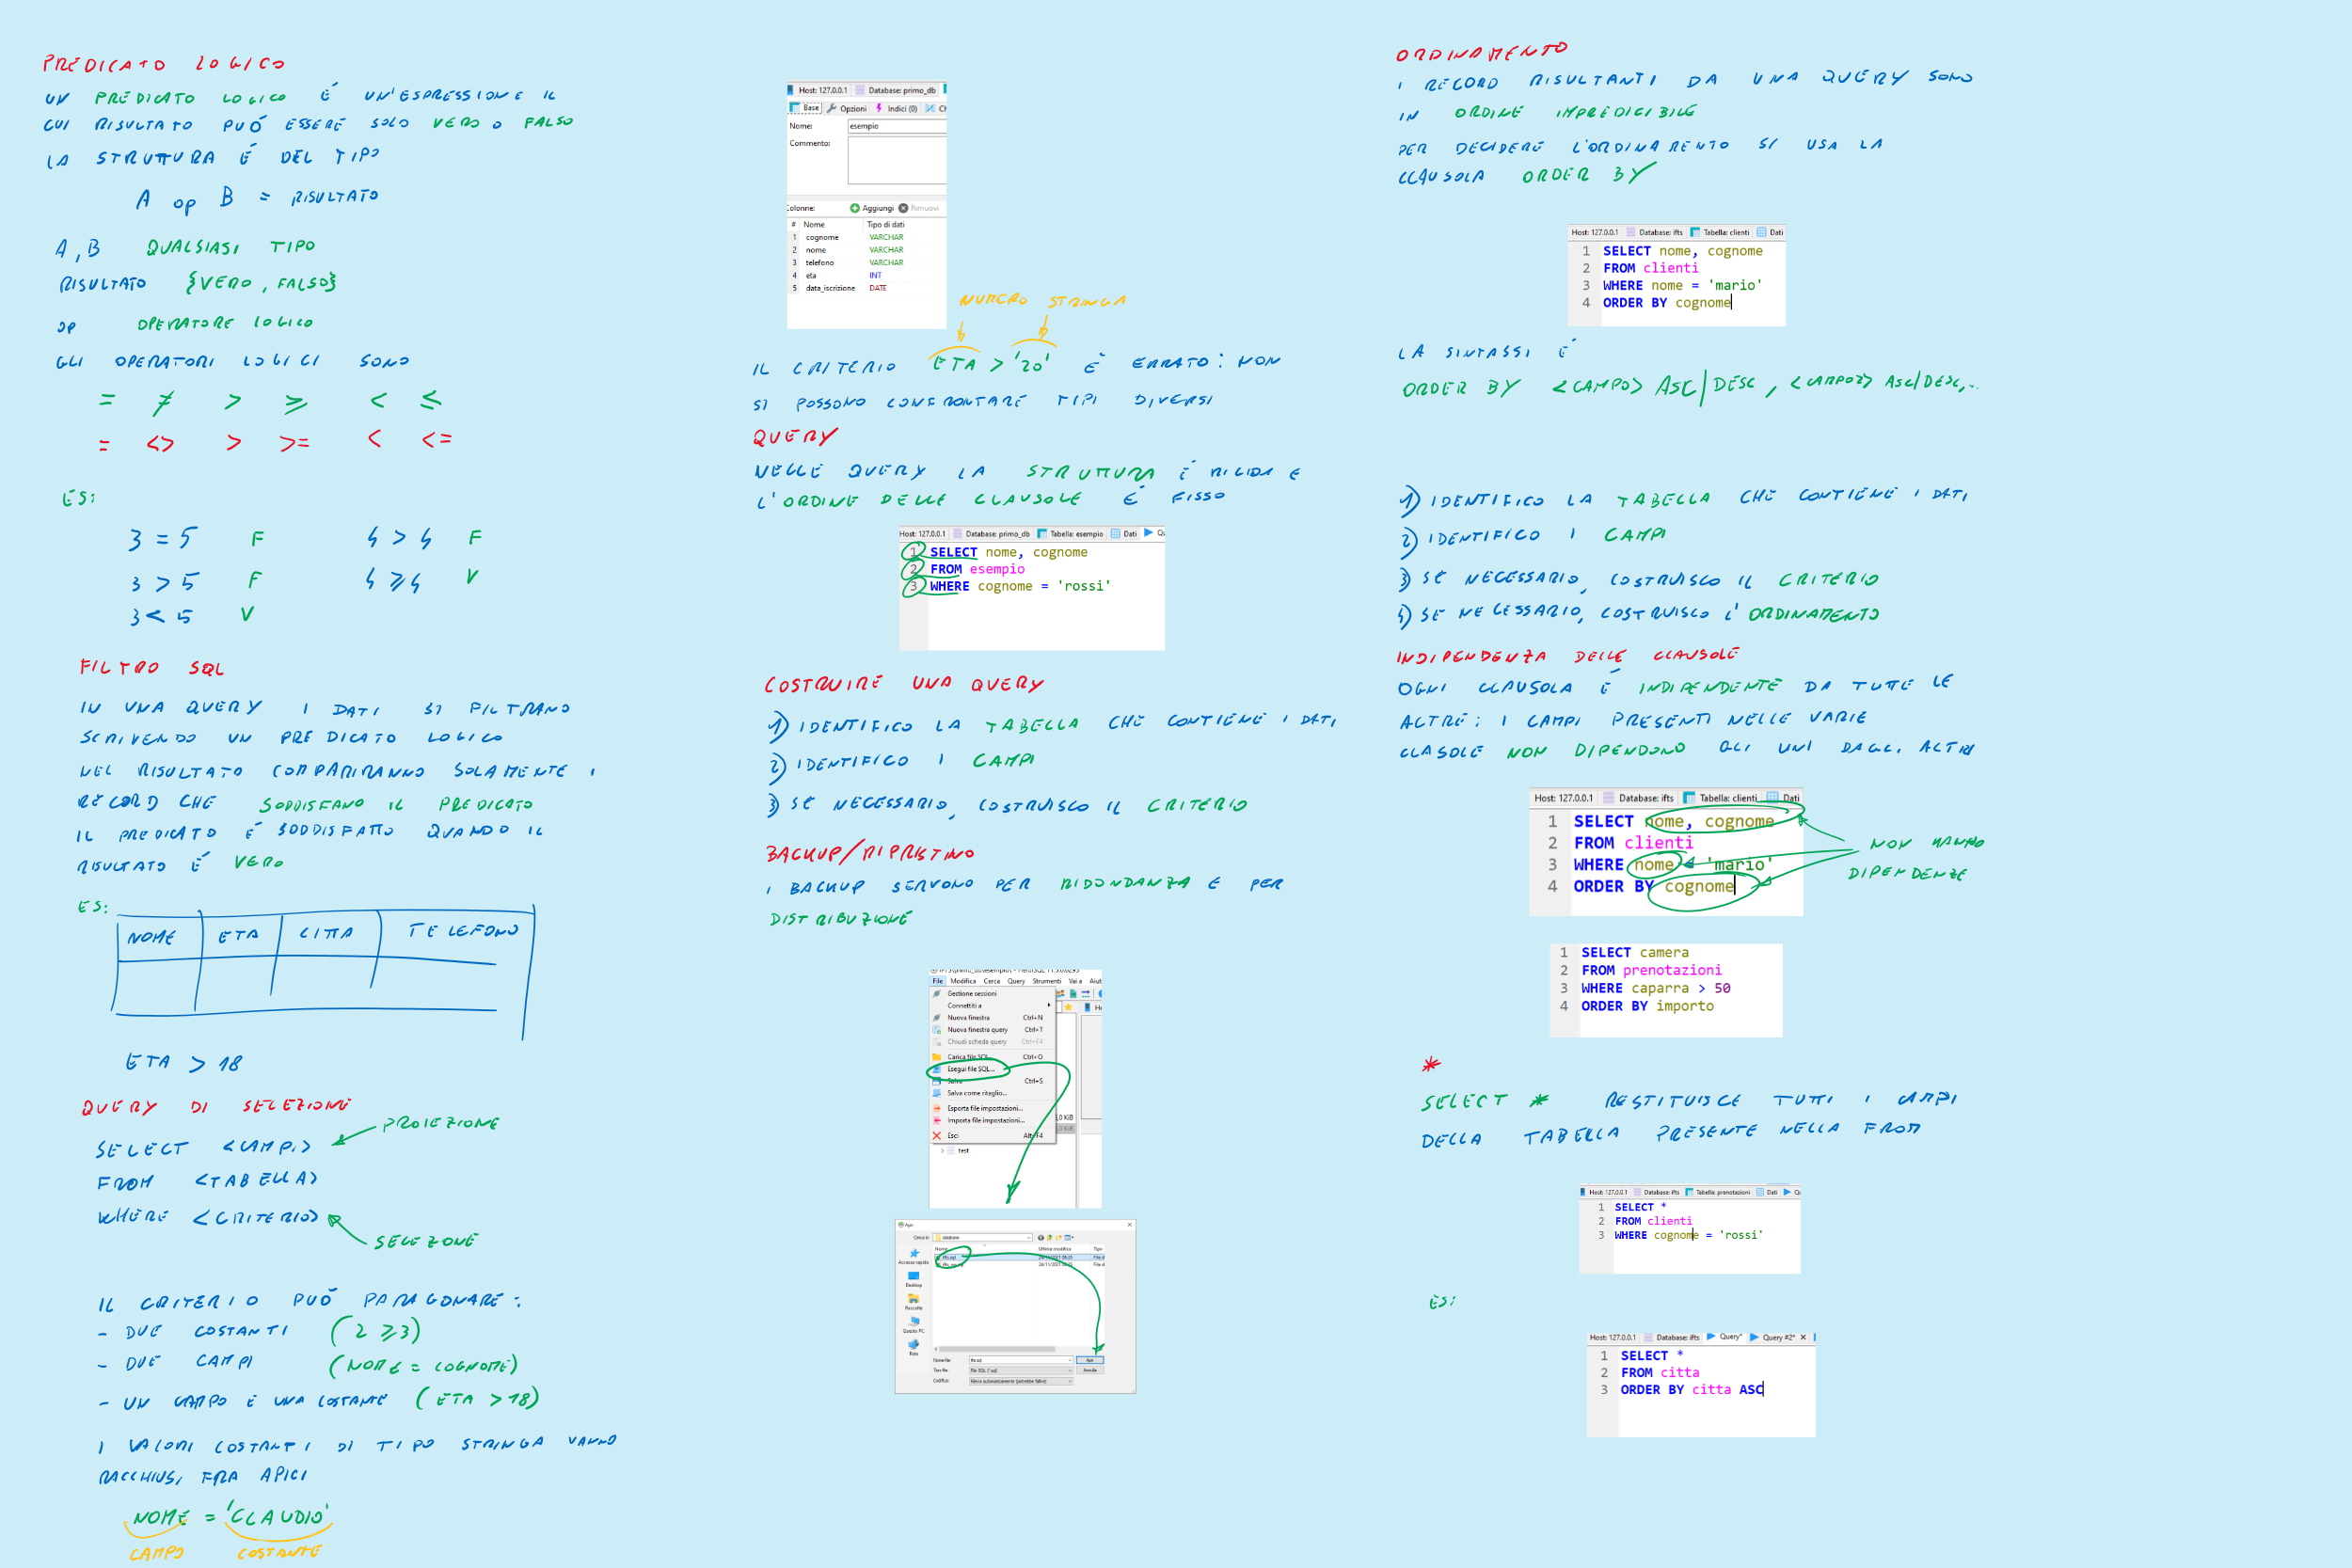 PREDICATO LOGICO
UN PREDICATO LOGICO È UN'ESPRESSIONE IL
CUI RISULTATO PUÓ ESSERE SOLO VERO O FALSO
LA STRUTTURA É DEL TIPO
A op B = RISULTATO
A, B QUALSIASI TIPO
RISULTATO {VERO, FALSO}
OP OPERATORE LOGICO
GLI OPERATORI LOGICI SONO
= ≠ > ≥ < ≤
= <> > >= < <=
ES:
3 = 5 F 4 > 4 F
3 > 5 F 4 ≥ 4 V
3 < 5 V
FILTRO SQL
IN UNA QUERY I DATI SI FILTRANO
SCRIVENDO UN PREDICATO LOGICO
NEL RISULTATO COMPARIRANNO SOLAMENTE I
RECORD CHE SODDISFANO IL PREDICATO
IL PREDICATO É SODDISFATTO QUANDO IL
RISULTATO É VERO
ES:
NOME ETA CITTA TELEFONO
ETA > 18
QUERY DI SELEZIONE
SELECT <CAMPI> PROIEZIONE
FROM <TABELLA>
WHERE <CRITERIO>
SELEZIONE
IL CRITERIO PUÓ PARAGONARE:
- DUE COSTANTI (2 ≥ 3)
- DUE CAMPI (NOME = COGNOME)
- UN CAMPO E UNA COSTANTE (ETA > 18)
I VALORI COSTANTI DI TIPO STRINGA VANNO
RACCHIUSI FRA APICI
NOME = 'CLAUDIO'
CAMPO COSTANTE
Host: 127.0.0.1 Database: primo_db
Base Opzioni Indici (0) Ch
Nome: esempio
Commento:
Colonne: Aggiungi Rimuovi
# Nome Tipo di dati
1 cognome VARCHAR
2 nome VARCHAR
3 telefono VARCHAR
4 eta INT
5 data_iscrizione DATE
NUMERO STRINGA
IL CRITERIO ETA > '20' É ERRATO: NON
SI POSSONO CONFRONTARE TIPI DIVERSI
QUERY
NELLE QUERY LA STRUTTURA É RIGIDA E
L'ORDINE DELLE CLAUSOLE É FISSO
Host: 127.0.0.1 Database: primo_db Tabella: esempio Dati Qu
1 SELECT nome, cognome
2 FROM esempio
3 WHERE cognome = 'rossi'
COSTRUIRE UNA QUERY
1) IDENTIFICO LA TABELLA CHE CONTIENE I DATI
2) IDENTIFICO I CAMPI
3) SE NECESSARIO, COSTRUISCO IL CRITERIO
BACKUP/RIPRISTINO
I BACKUP SERVONO PER RIDONDANZA E PER
DISTRIBUZIONE
File Modifica Cerca Query Strumenti Vai a Aiut
Gestione sessioni
Connettiti a
Nuova finestra Ctrl+N
Nuova finestra query Ctrl+T
Chiudi scheda query Ctrl+F4
Carica file SQL... Ctrl+O
Esegui file SQL...
Salva Ctrl+S
Salva come ritaglio...
Esporta file impostazioni...
Importa file impostazioni...
Esci Alt+F4
test
Apri
Cerca in: database
Nome Ultima modifica Tipo
Accesso rapido
Desktop
Raccolte
Questo PC
Rete
Nome file: ifts.sql Apri
Tipo file: File SQL (*.sql) Annulla
Codifica: Rileva automaticamente (potrebbe fallire)
ORDINAMENTO
I RECORD RISULTANTI DA UNA QUERY SONO
IN ORDINE IMPREDICIBILE
PER DECIDERE L'ORDINAMENTO SI USA LA
CLAUSOLA ORDER BY
Host: 127.0.0.1 Database: ifts Tabella: clienti Dati
1 SELECT nome, cognome
2 FROM clienti
3 WHERE nome = 'mario'
4 ORDER BY cognome
LA SINTASSI É
ORDER BY <CAMPO> ASC/DESC, <CAMPO2> ASC/DESC,...
1) IDENTIFICO LA TABELLA CHE CONTIENE I DATI
2) IDENTIFICO I CAMPI
3) SE NECESSARIO, COSTRUISCO IL CRITERIO
4) SE NECESSARIO, COSTRUISCO L'ORDINAMENTO
INDIPENDENZA DELLE CLAUSOLE
OGNI CLAUSOLA É INDIPENDENTE DA TUTTE LE
ALTRE: I CAMPI PRESENTI NELLE VARIE
CLASOLE NON DIPENDONO GLI UNI DAGLI ALTRI
Host: 127.0.0.1 Database: ifts Tabella: clienti Dati
1 SELECT nome, cognome
2 FROM clienti
3 WHERE nome = 'mario'
4 ORDER BY cognome
NON HANNO
DIPENDENZE
1 SELECT camera
2 FROM prenotazioni
3 WHERE caparra > 50
4 ORDER BY importo
*
SELECT * RESTITUISCE TUTTI I CAMPI
DELLA TABELLA PRESENTE NELLA FROM
Host: 127.0.0.1 Database: ifts Tabella: prenotazioni Dati Qu
1 SELECT *
2 FROM clienti
3 WHERE cognome = 'rossi'
ES:
Host: 127.0.0.1 Database: ifts Query* Query #2*
1 SELECT *
2 FROM citta
3 ORDER BY citta ASC